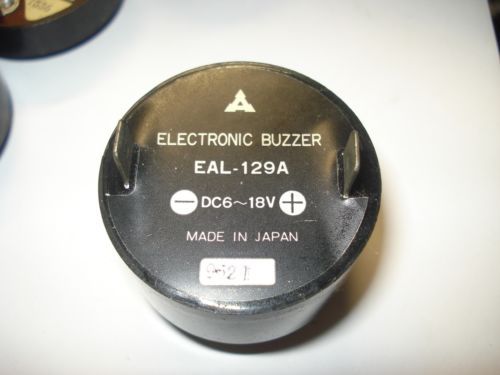 ELECTRONIC BUZZER
EAL-129A
⊖ DC6～18V ⊕
MADE IN JAPAN